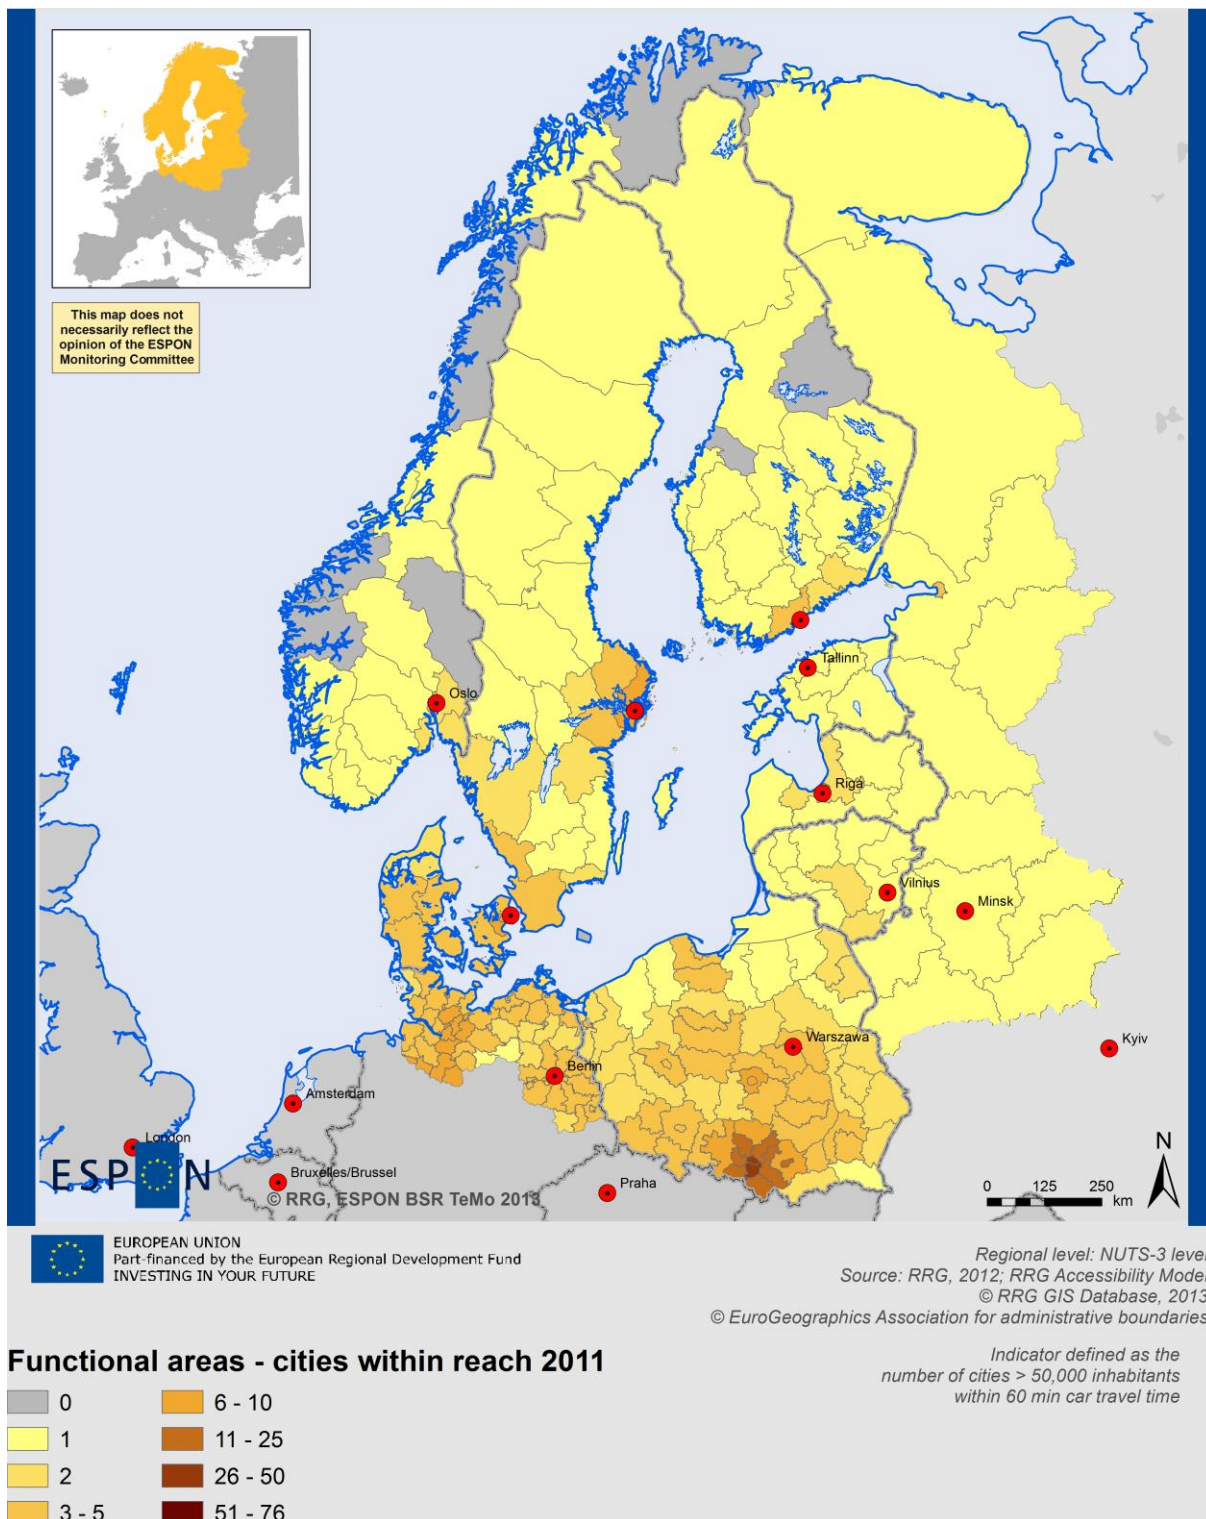 This map does not
necessarily reflect the
opinion of the ESPON
Monitoring Committee
Oslo
Tallinn
Riga
Vilnius
Minsk
Warszawa
Kyiv
Berlin
Amsterdam
London
Bruxelles/Brussel
Praha
ESPON
© RRG, ESPON BSR TeMo 2013
N
0 125 250
km
EUROPEAN UNION
Part-financed by the European Regional Development Fund
INVESTING IN YOUR FUTURE
Regional level: NUTS-3 level
Source: RRG, 2012; RRG Accessibility Model
© RRG GIS Database, 2013
© EuroGeographics Association for administrative boundaries
Functional areas - cities within reach 2011
Indicator defined as the
number of cities > 50,000 inhabitants
within 60 min car travel time
0
1
2
3 - 5
6 - 10
11 - 25
26 - 50
51 - 76